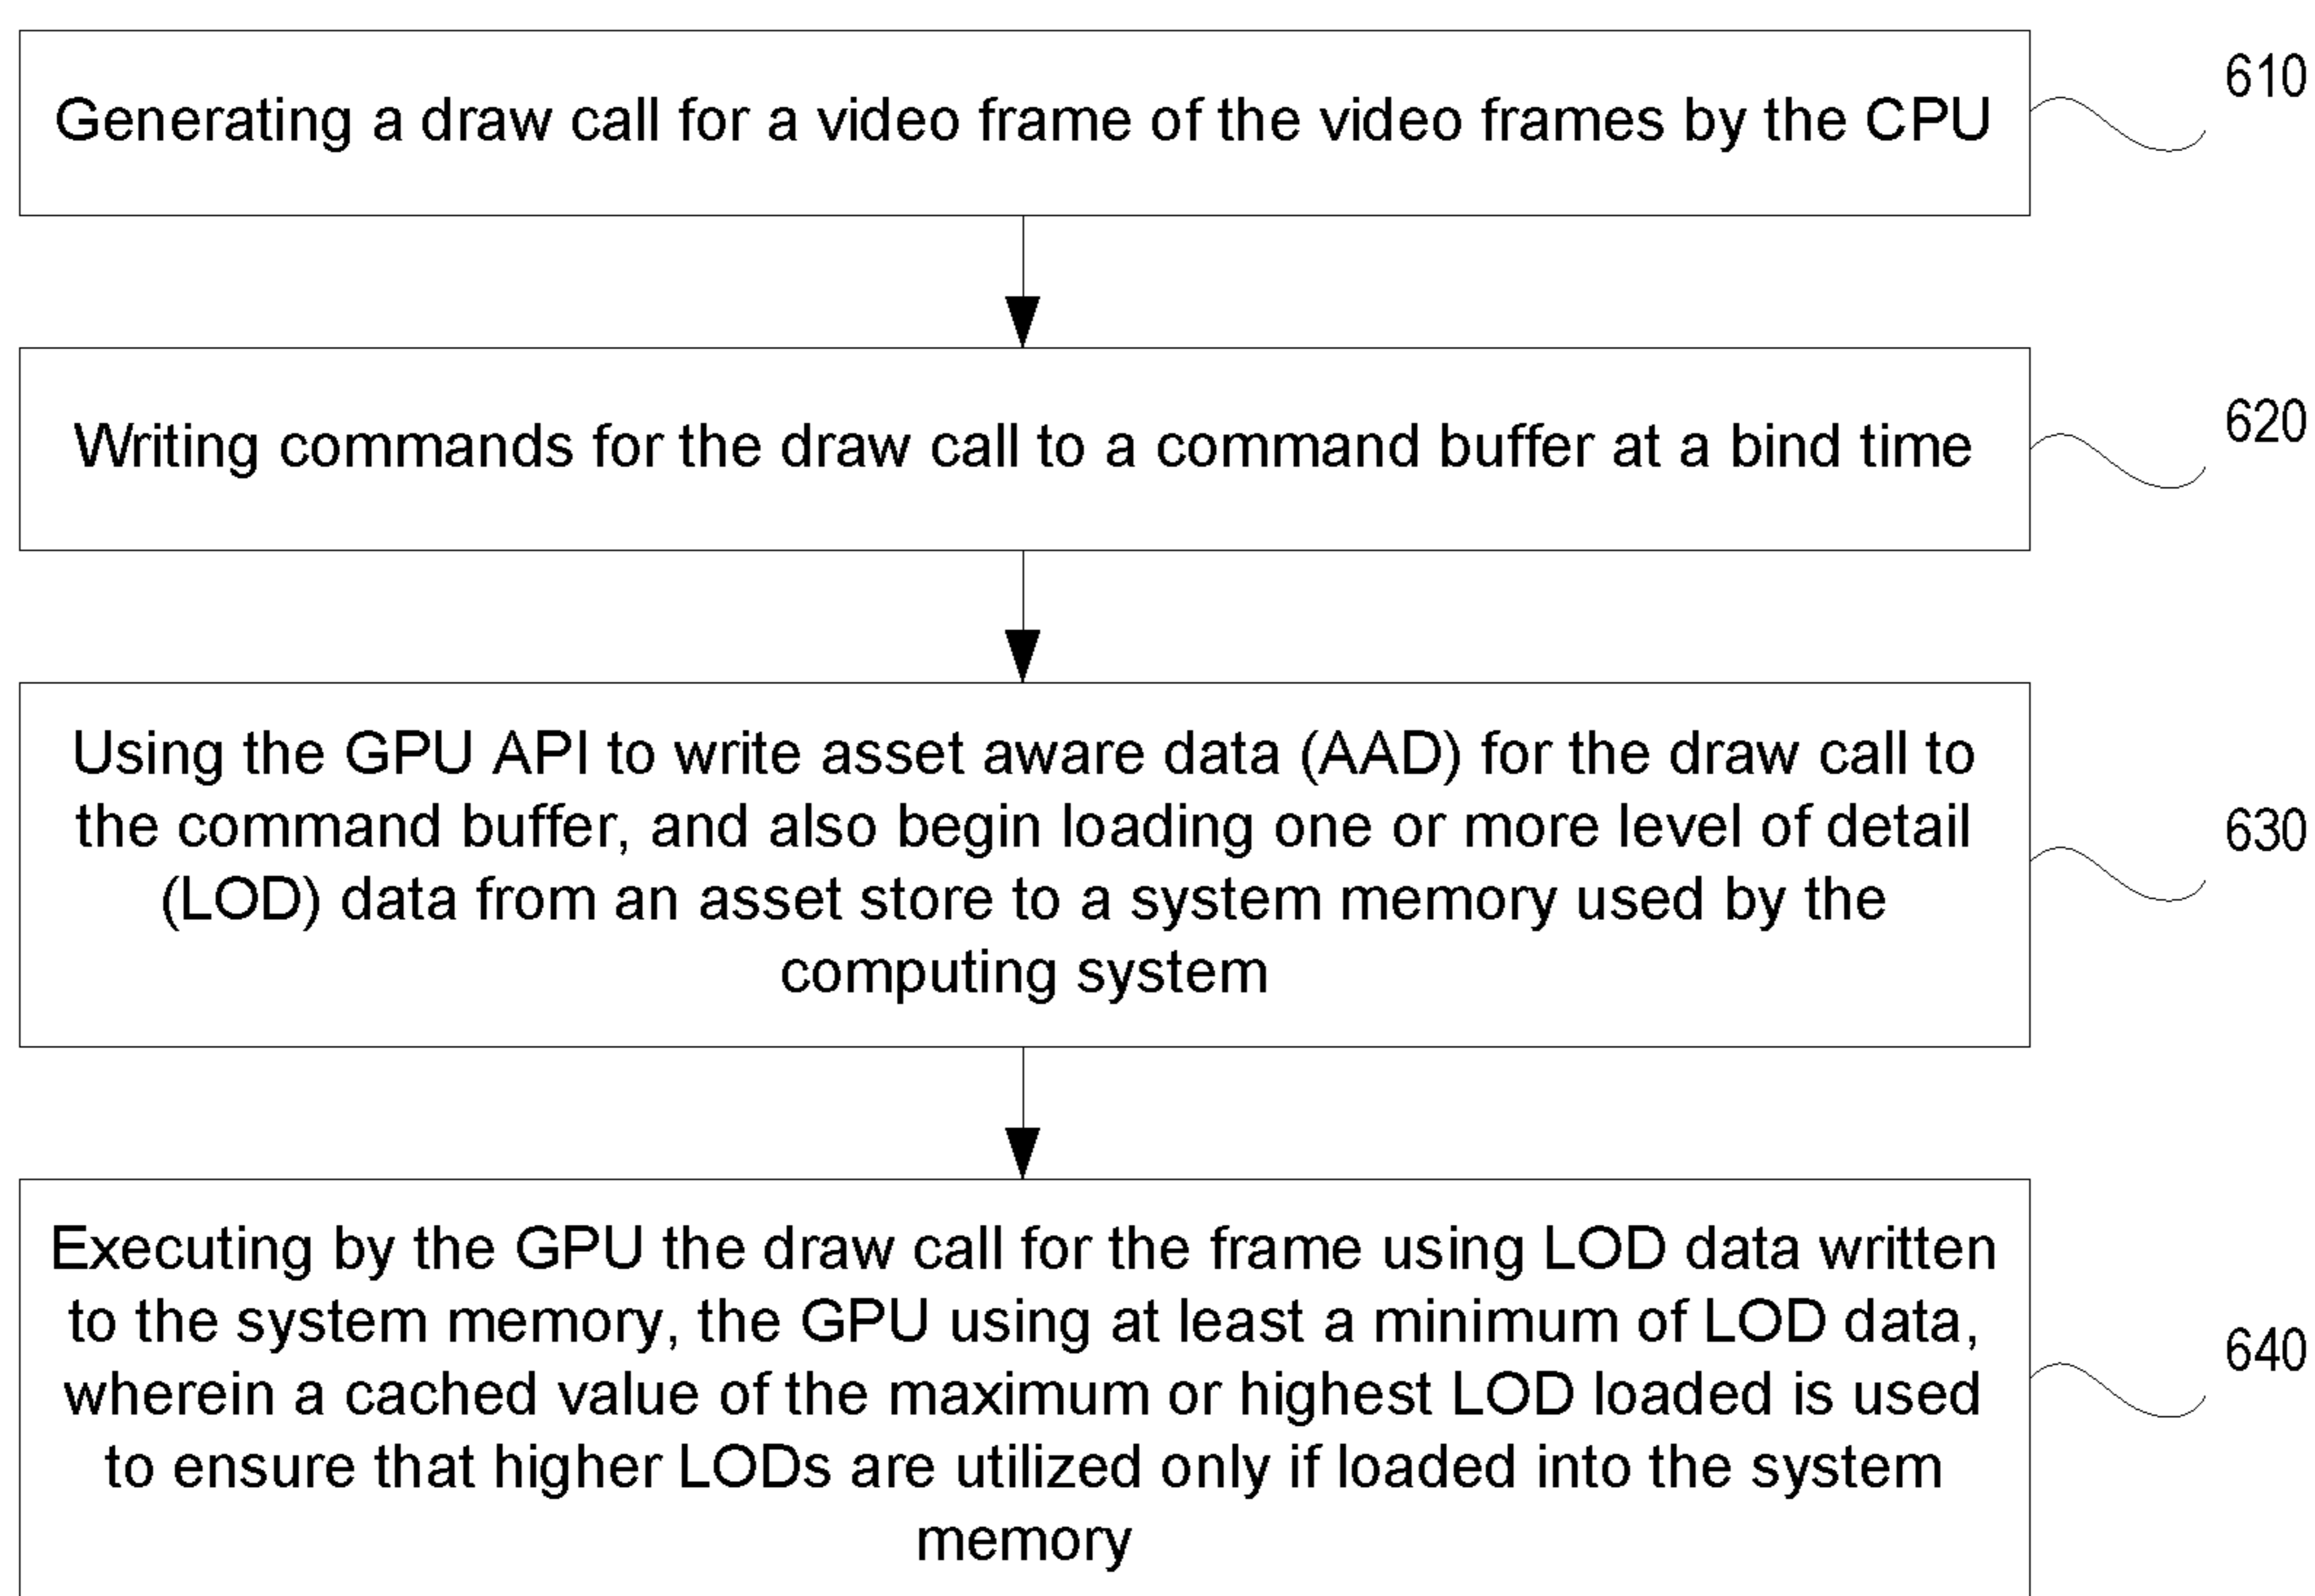 Generating a draw call for a video frame of the video frames by the CPU
610
Writing commands for the draw call to a command buffer at a bind time
620
Using the GPU API to write asset aware data (AAD) for the draw call to
the command buffer, and also begin loading one or more level of detail
(LOD) data from an asset store to a system memory used by the
computing system
630
Executing by the GPU the draw call for the frame using LOD data written
to the system memory, the GPU using at least a minimum of LOD data,
wherein a cached value of the maximum or highest LOD loaded is used
to ensure that higher LODs are utilized only if loaded into the system
memory
640